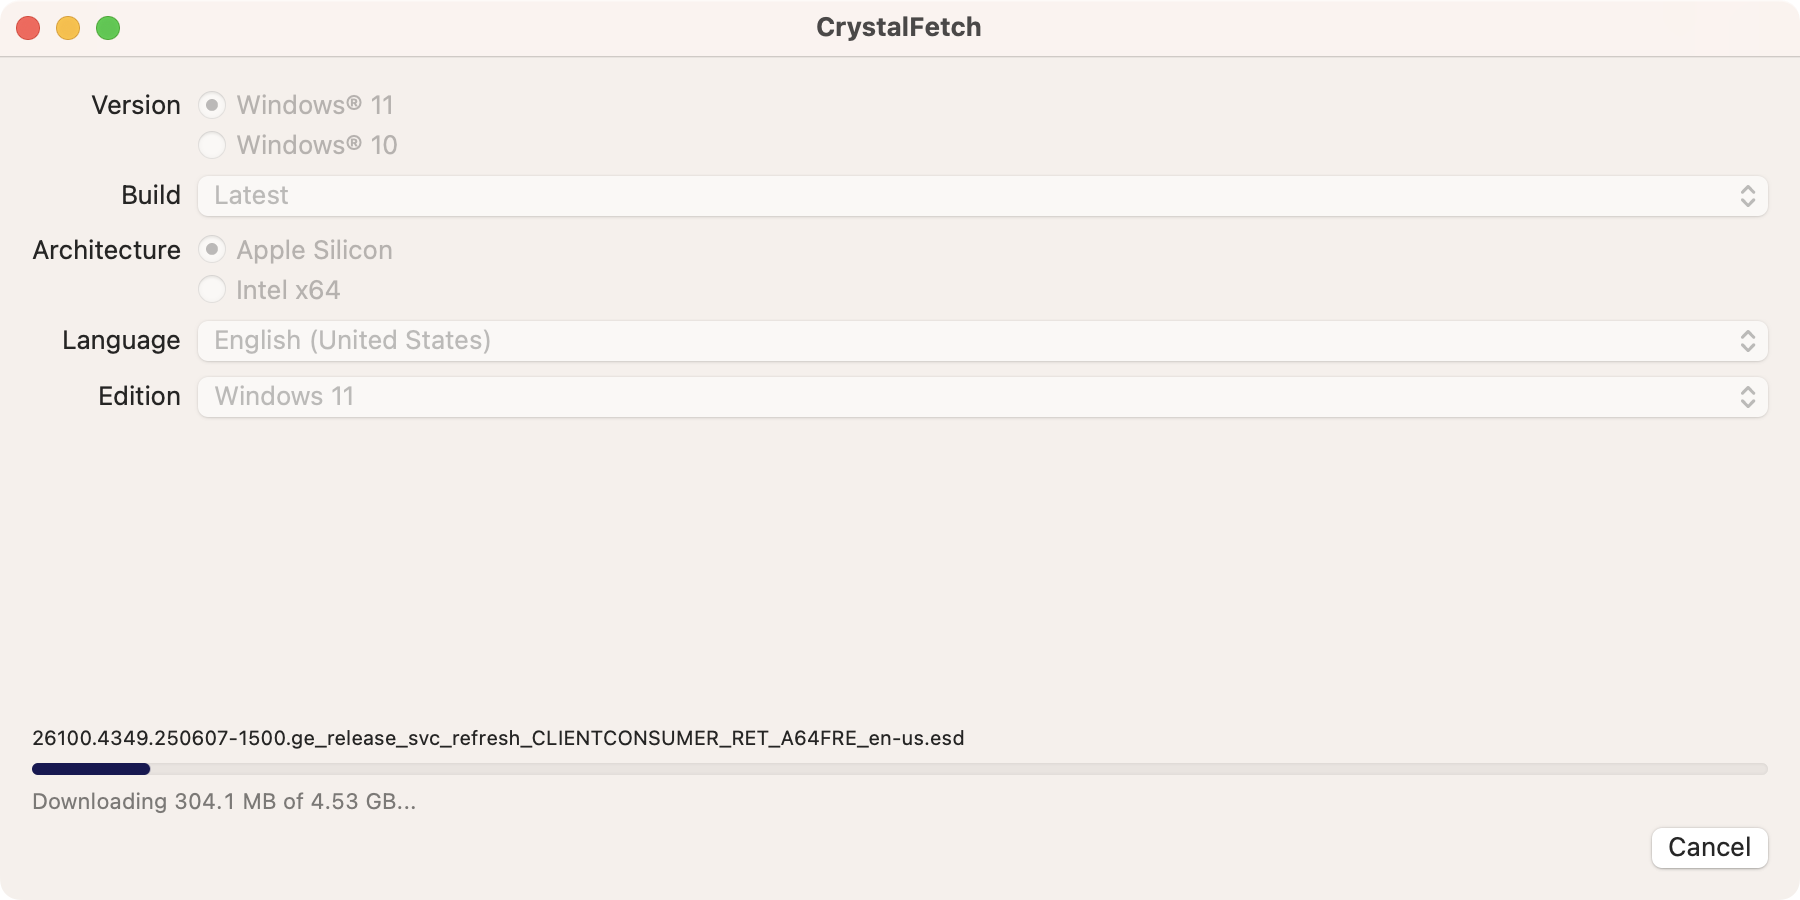 CrystalFetch
Version Windows® 11
Windows® 10
Build Latest
Architecture Apple Silicon
Intel x64
Language English (United States)
Edition Windows 11
26100.4349.250607-1500.ge_release_svc_refresh_CLIENTCONSUMER_RET_A64FRE_en-us.esd
Downloading 304.1 MB of 4.53 GB...
Cancel